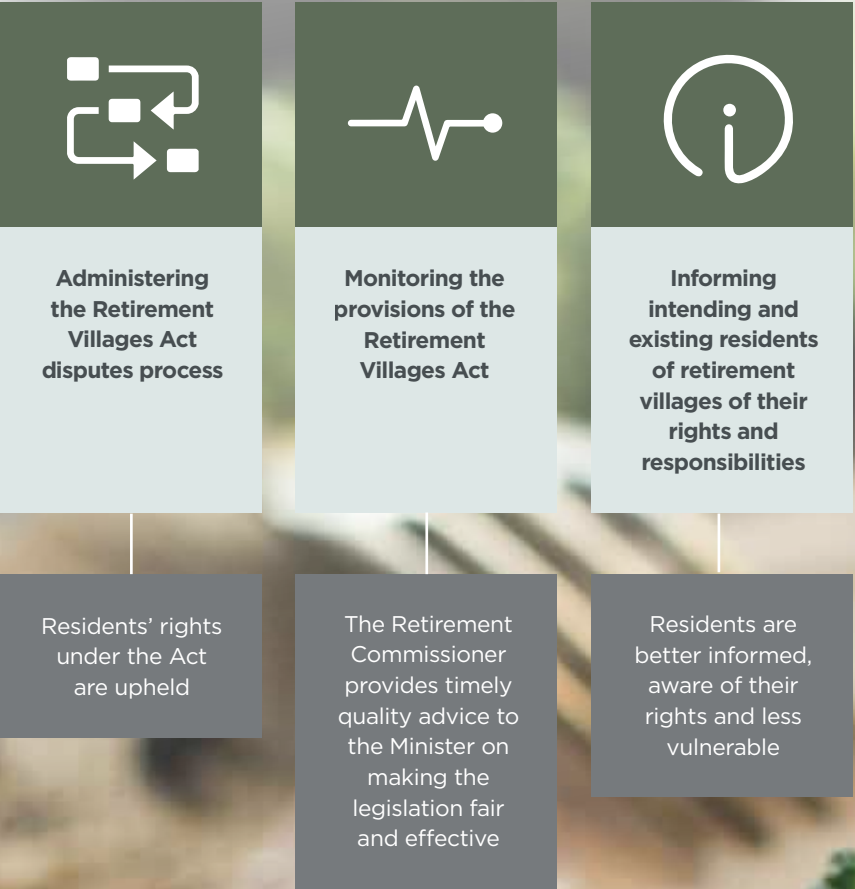 Administering
the Retirement
Villages Act
disputes process
Monitoring the
provisions of the
Retirement
Villages Act
Informing
intending and
existing residents
of retirement
villages of their
rights and
responsibilities
Residents’ rights
under the Act
are upheld
The Retirement
Commissioner
provides timely
quality advice to
the Minister on
making the
legislation fair
and effective
Residents are
better informed,
aware of their
rights and less
vulnerable